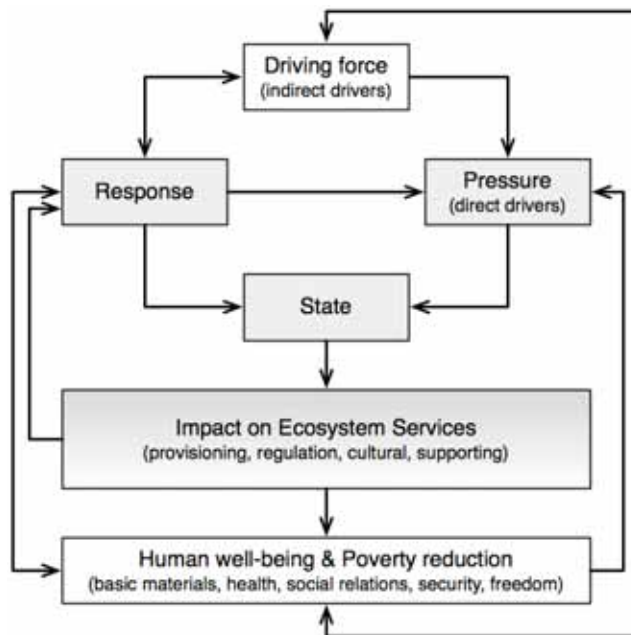 Driving force
(indirect drivers)
Response
Pressure
(direct drivers)
State
Impact on Ecosystem Services
(provisioning, regulation, cultural, supporting)
Human well-being & Poverty reduction
(basic materials, health, social relations, security, freedom)